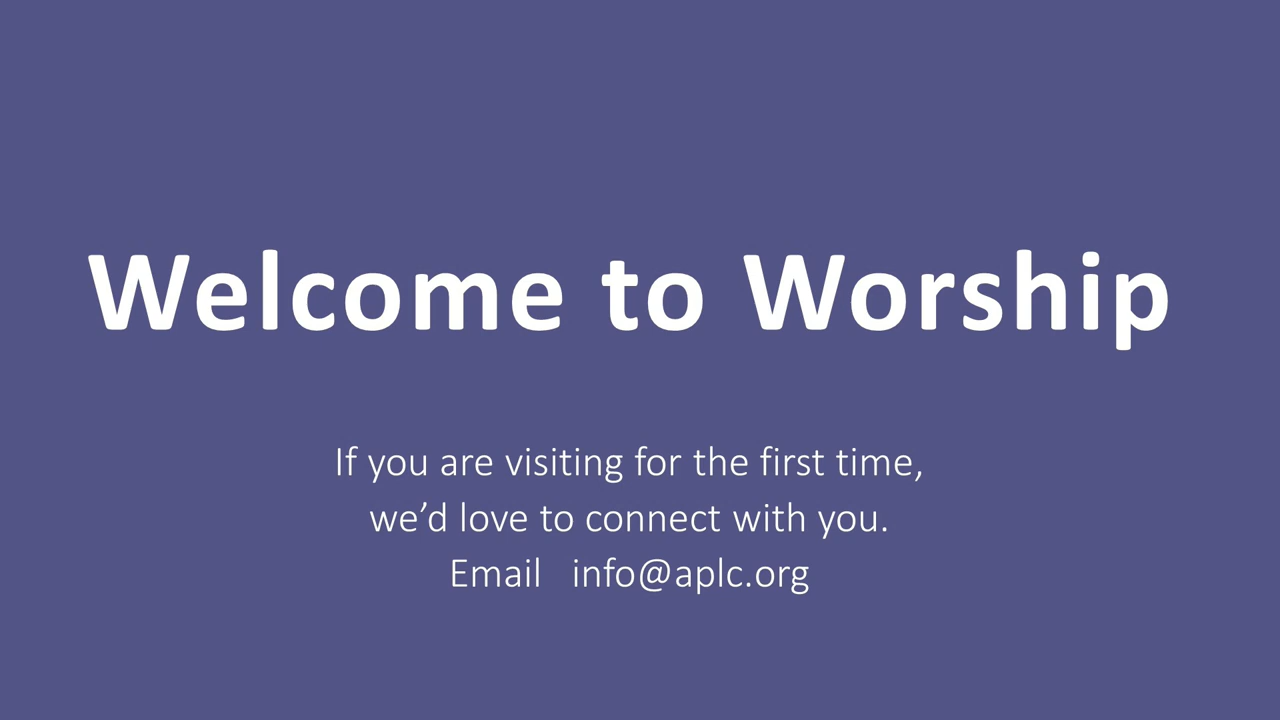 Welcome to Worship
If you are visiting for the first time,
we’d love to connect with you.
Email info@aplc.org